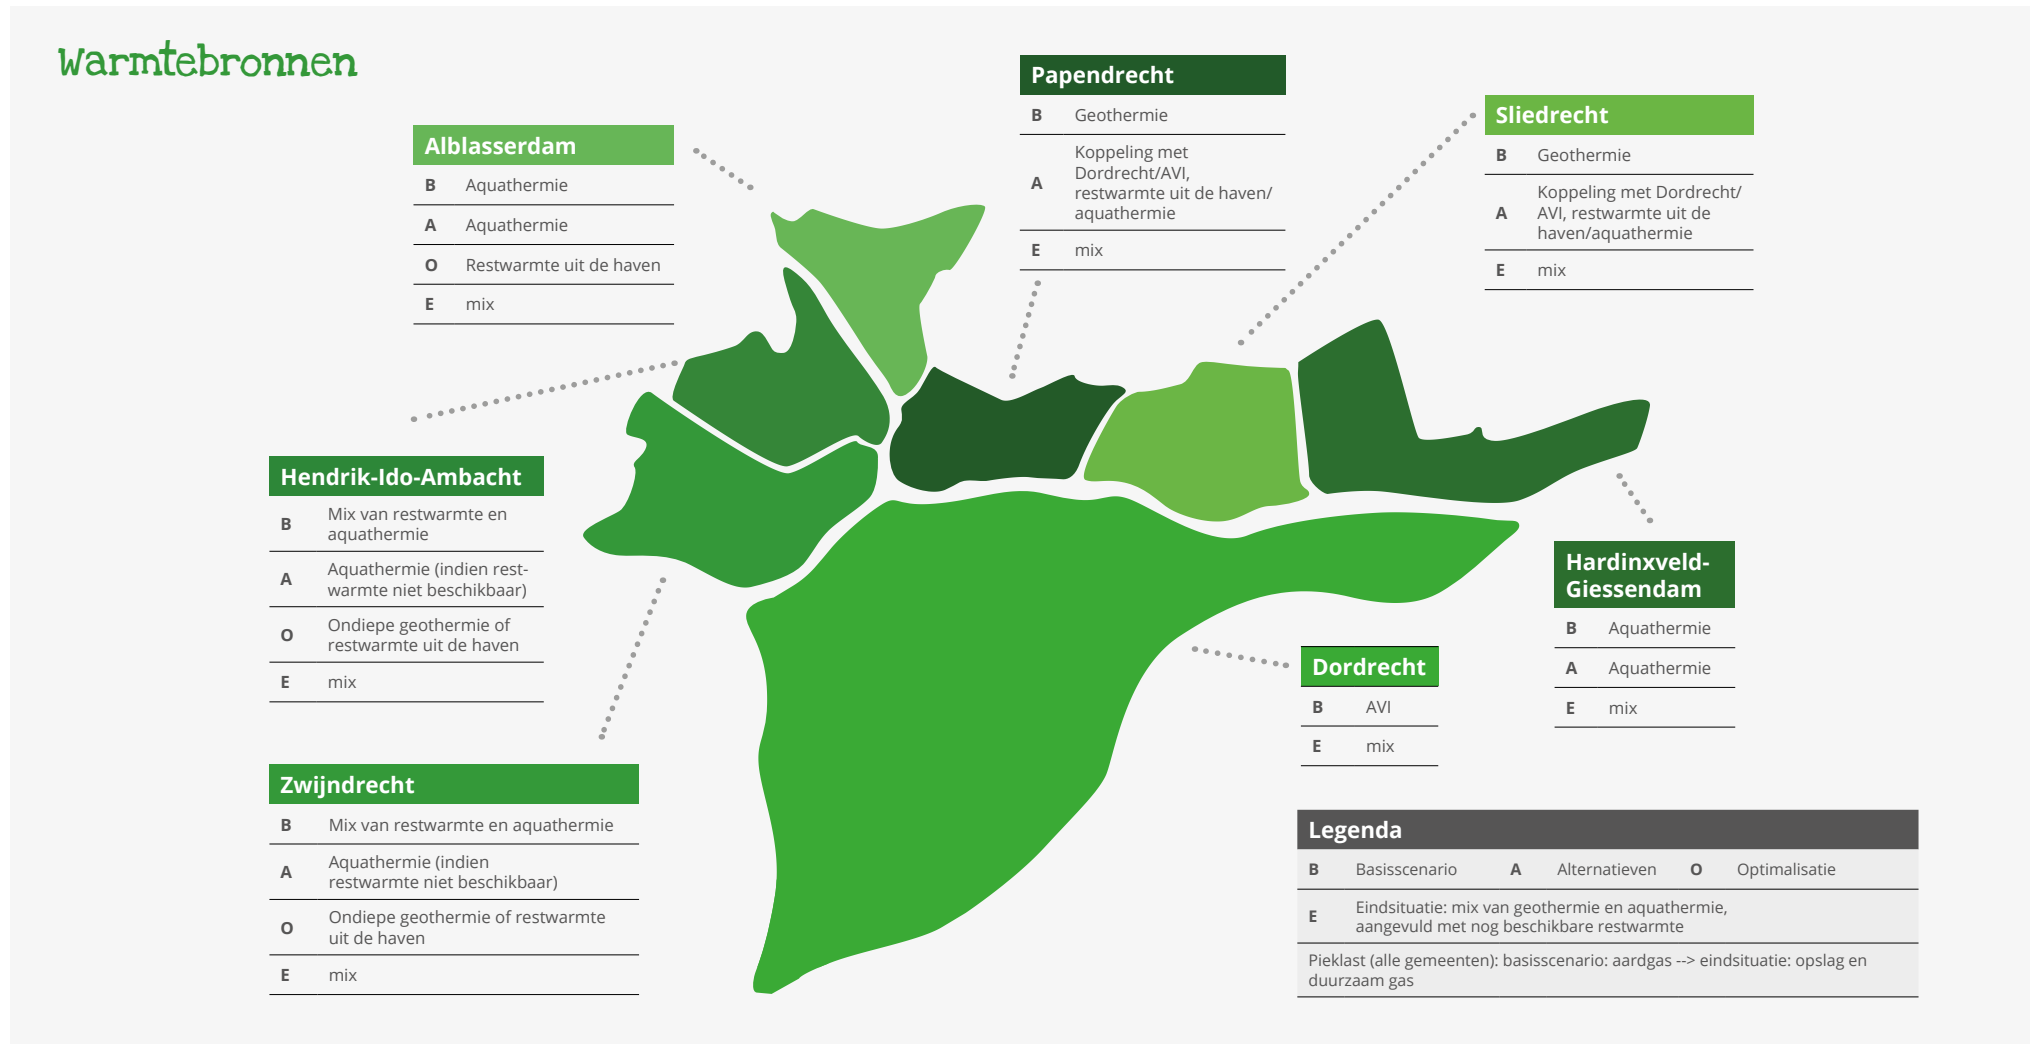 Warmtebronnen
Alblasserdam
B Aquathermie
A Aquathermie
O Restwarmte uit de haven
E mix
Papendrecht
B Geothermie
A Koppeling met
Dordrecht/AVI,
restwarmte uit de haven/
aquathermie
E mix
Sliedrecht
B Geothermie
A Koppeling met Dordrecht/
AVI, restwarmte uit de
haven/aquathermie
E mix
Hendrik-Ido-Ambacht
B Mix van restwarmte en
aquathermie
A Aquathermie (indien rest-
warmte niet beschikbaar)
O Ondiepe geothermie of
restwarmte uit de haven
E mix
Hardinxveld-
Giessendam
B Aquathermie
A Aquathermie
E mix
Dordrecht
B AVI
E mix
Zwijndrecht
B Mix van restwarmte en aquathermie
A Aquathermie (indien
restwarmte niet beschikbaar)
O Ondiepe geothermie of restwarmte
uit de haven
E mix
Legenda
B Basisscenario A Alternatieven O Optimalisatie
E Eindsituatie: mix van geothermie en aquathermie,
aangevuld met nog beschikbare restwarmte
Pieklast (alle gemeenten): basisscenario: aardgas --> eindsituatie: opslag en
duurzaam gas